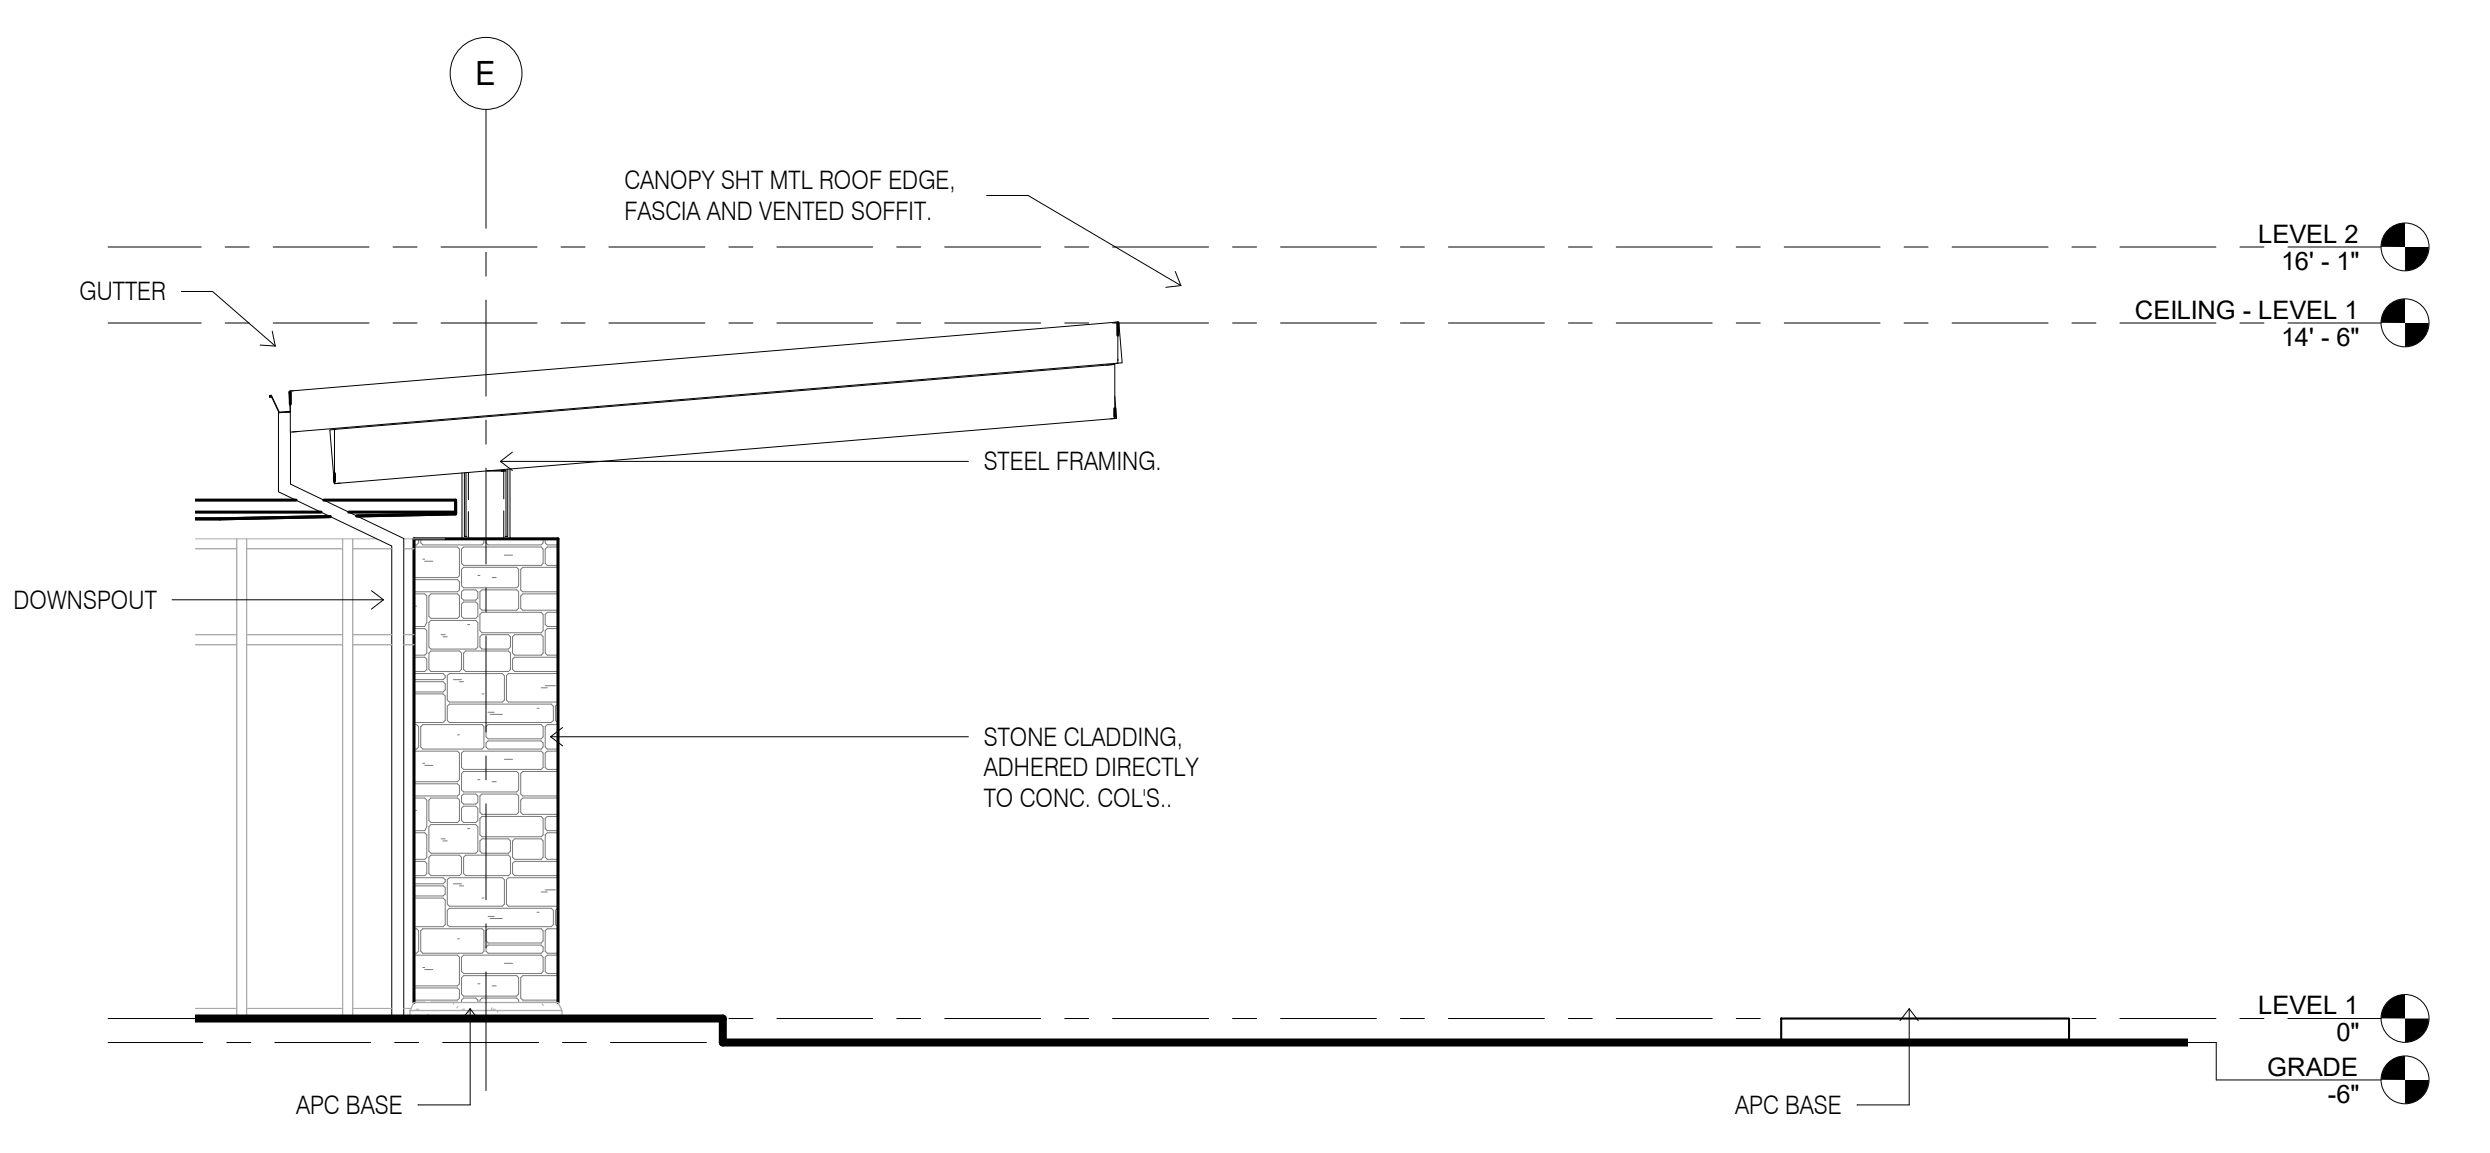 E
CANOPY SHT MTL ROOF EDGE,
FASCIA AND VENTED SOFFIT.
LEVEL 2
16' - 1"
GUTTER
CEILING - LEVEL 1
14' - 6"
STEEL FRAMING.
DOWNSPOUT
STONE CLADDING,
ADHERED DIRECTLY
TO CONC. COL'S..
LEVEL 1
0"
GRADE
-6"
APC BASE
APC BASE